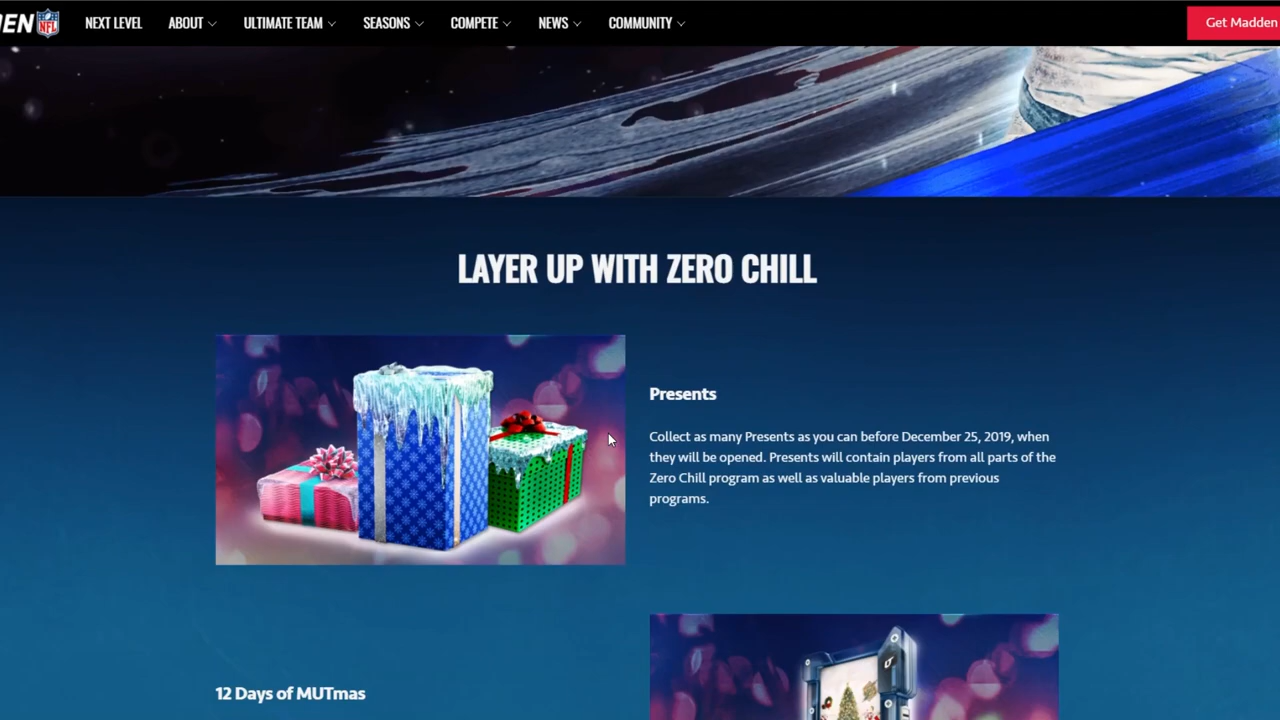 NFL
NEXT LEVEL
ABOUT
ULTIMATE TEAM
SEASONS
COMPETE
NEWS
COMMUNITY
Get Madden
LAYER UP WITH ZERO CHILL
Presents
Collect as many Presents as you can before December 25, 2019, when
they will be opened. Presents will contain players from all parts of the
Zero Chill program as well as valuable players from previous
programs.
12 Days of MUTmas